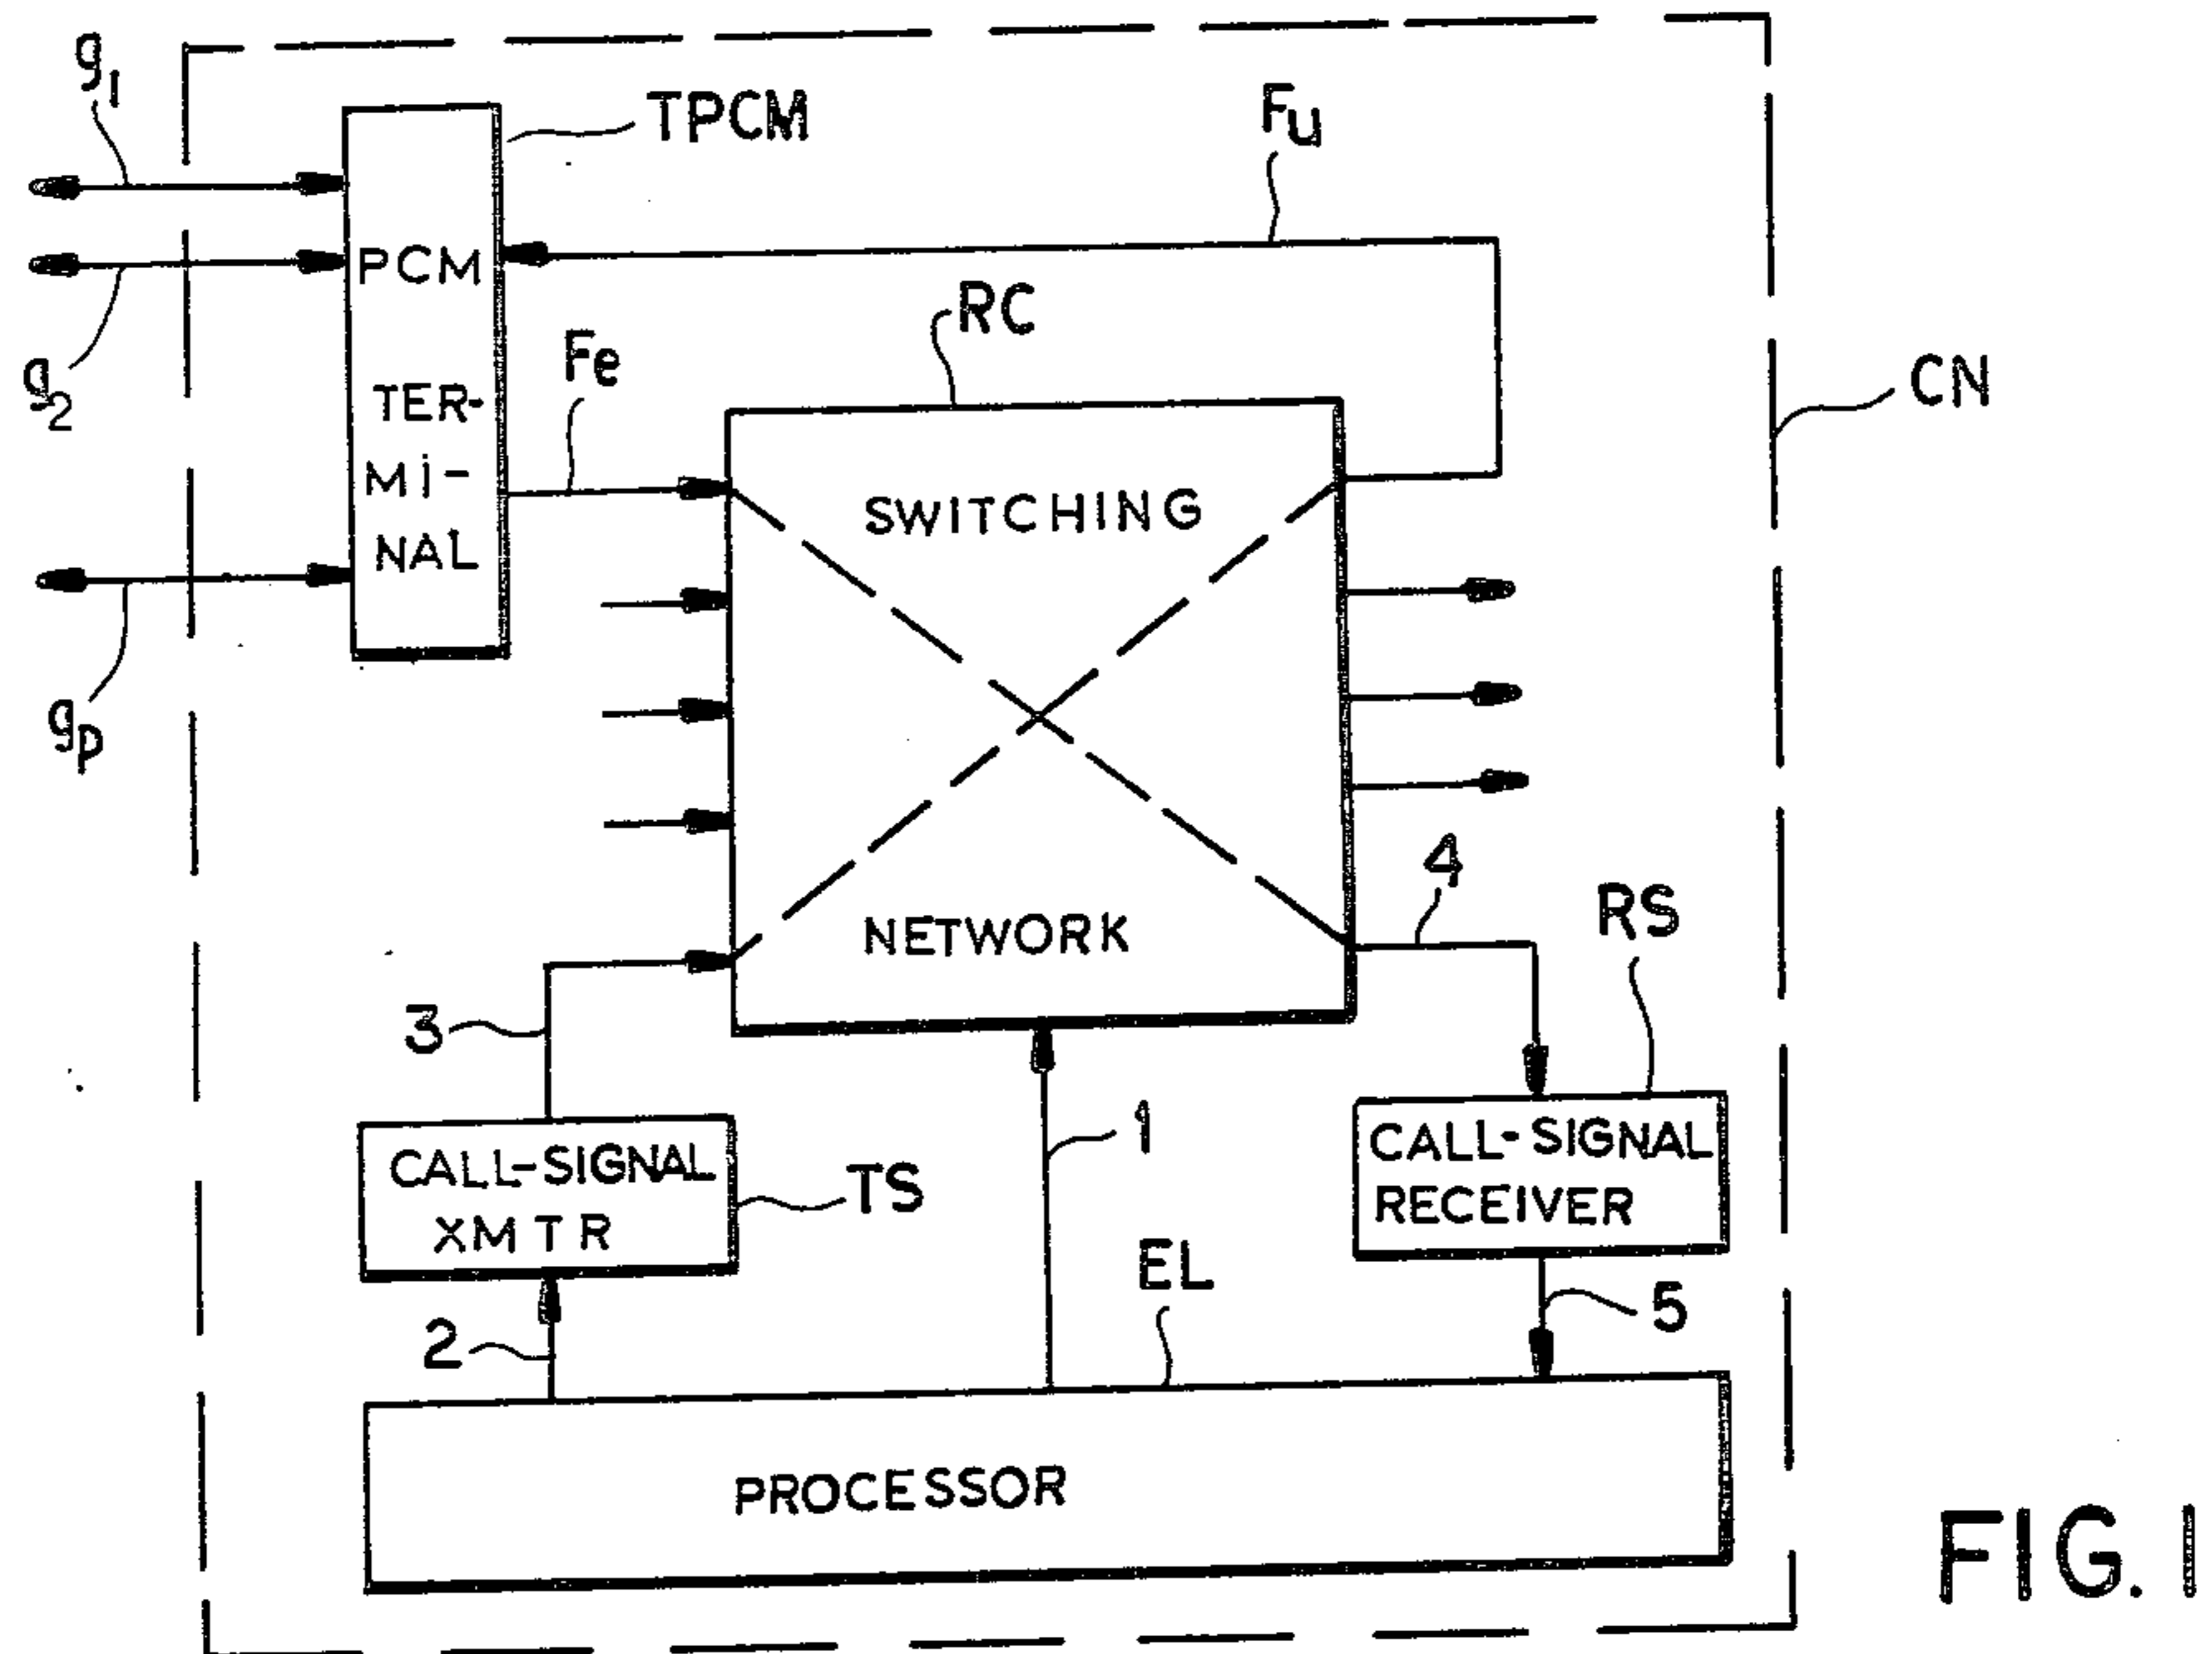 g1
TPCM
Fu
PCM
TER-
Mi-
NAL
g2
Fe
RC
CN
SWITCHING
gp
NETWORK
4
RS
3
1
CALL-SIGNAL
XMTR
TS
CALL-SIGNAL
RECEIVER
EL
2
5
PROCESSOR
FIG. 1